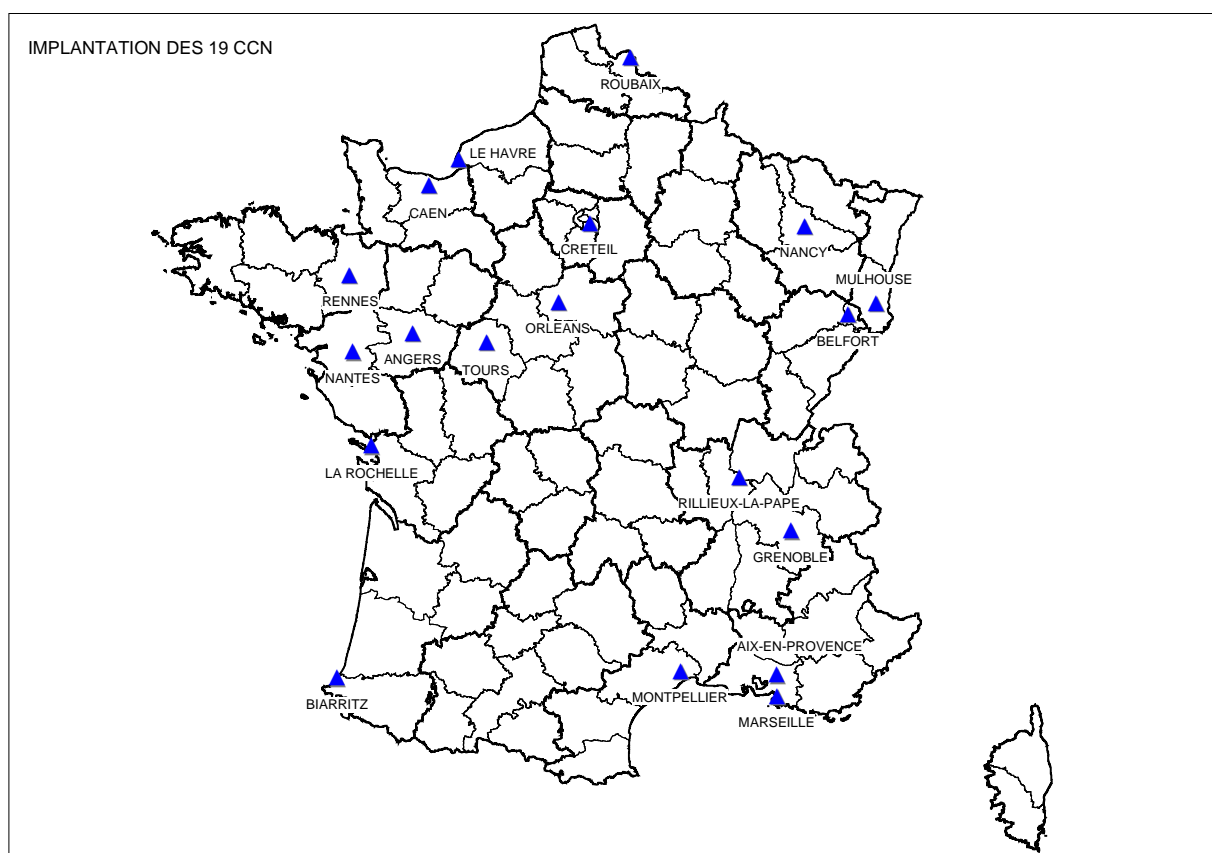 IMPLANTATION DES 19 CCN
ROUBAIX
LE HAVRE
CAEN
CRETEIL
NANCY
MULHOUSE
RENNES
ORLEANS
BELFORT
ANGERS
TOURS
NANTES
LA ROCHELLE
RILLIEUX-LA-PAPE
GRENOBLE
AIX-EN-PROVENCE
BIARRITZ
MONTPELLIER
MARSEILLE